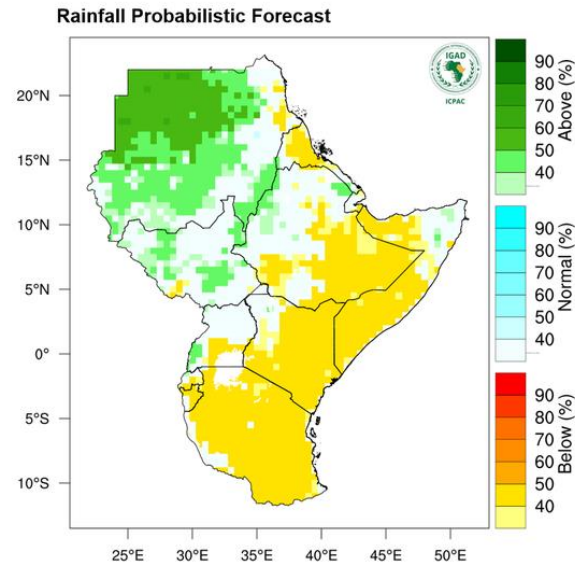 Rainfall Probabilistic Forecast
IGAD
ICPAC
20°N
15°N
10°N
5°N
0°
5°S
10°S
25°E
30°E
35°E
40°E
45°E
50°E
90
80
70
60
50
40
Above (%)
90
80
70
60
50
40
Normal (%)
90
80
70
60
50
40
Below (%)